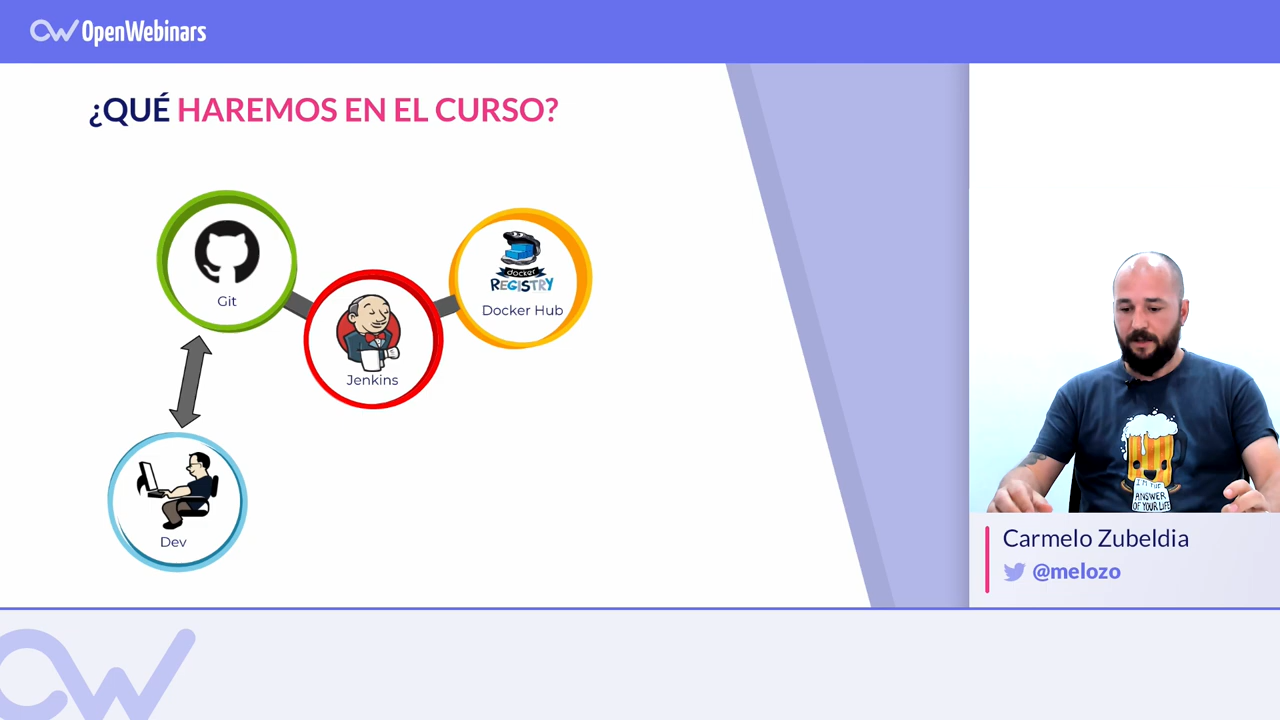 OpenWebinars
¿QUÉ HAREMOS EN EL CURSO?
Git
docker
REGISTRY
Docker Hub
Jenkins
Dev
I'M THE
ANSWER
OF YOUR LIFE
Carmelo Zubeldia
@melozo